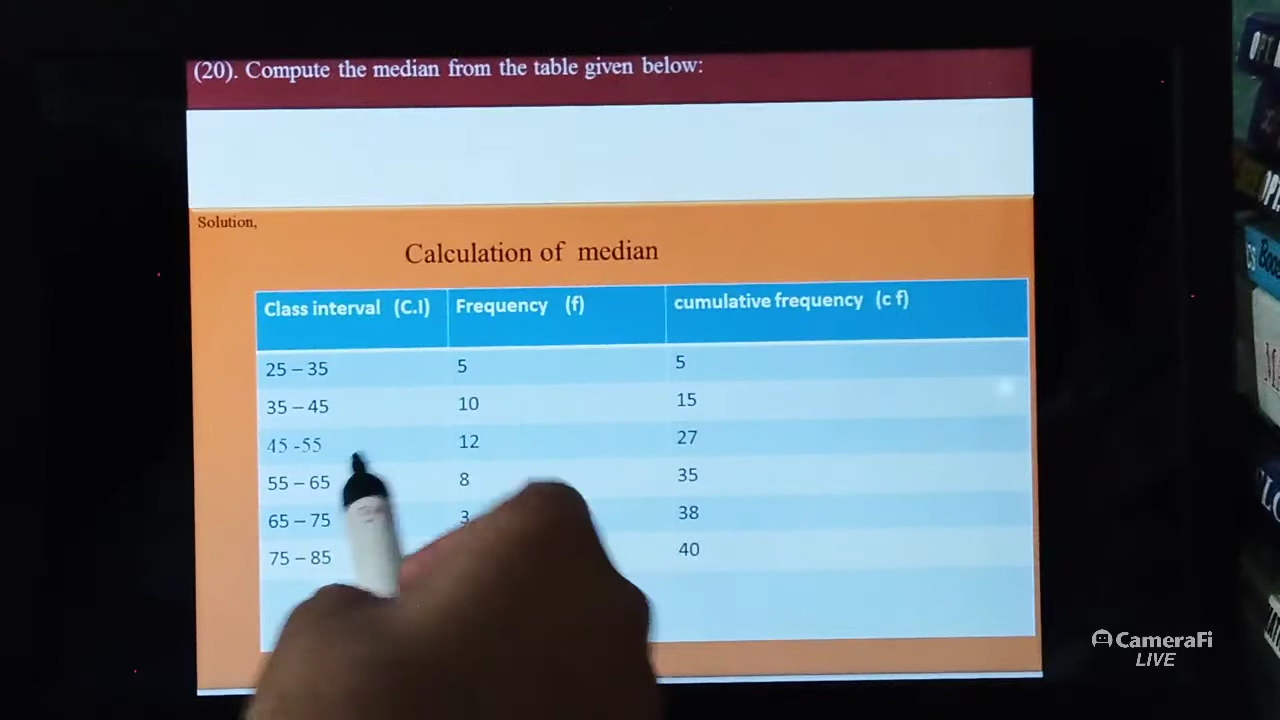 (20). Compute the median from the table given below:
Solution,
Calculation of median
Class interval (C.I) Frequency (f) cumulative frequency (c f)
25 – 35 5 5
35 – 45 10 15
45 -55 12 27
55 – 65 8 35
65 – 75 3 38
75 – 85 40
CameraFi
LIVE